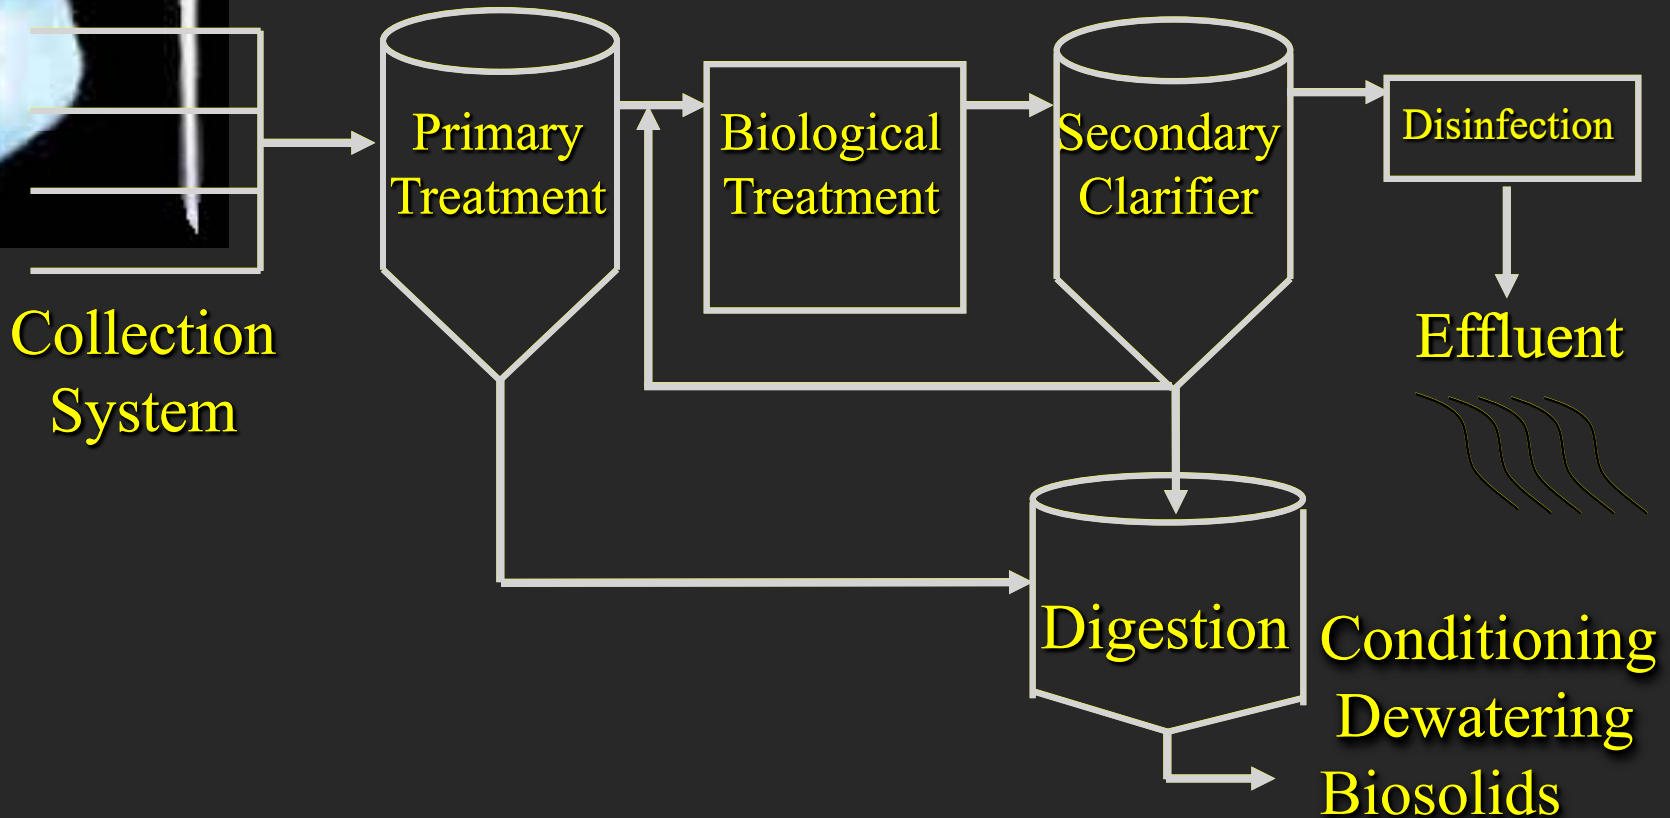 Primary
Treatment
Biological
Treatment
Secondary
Clarifier
Disinfection
Collection
System
Effluent
Digestion
Conditioning
Dewatering
Biosolids